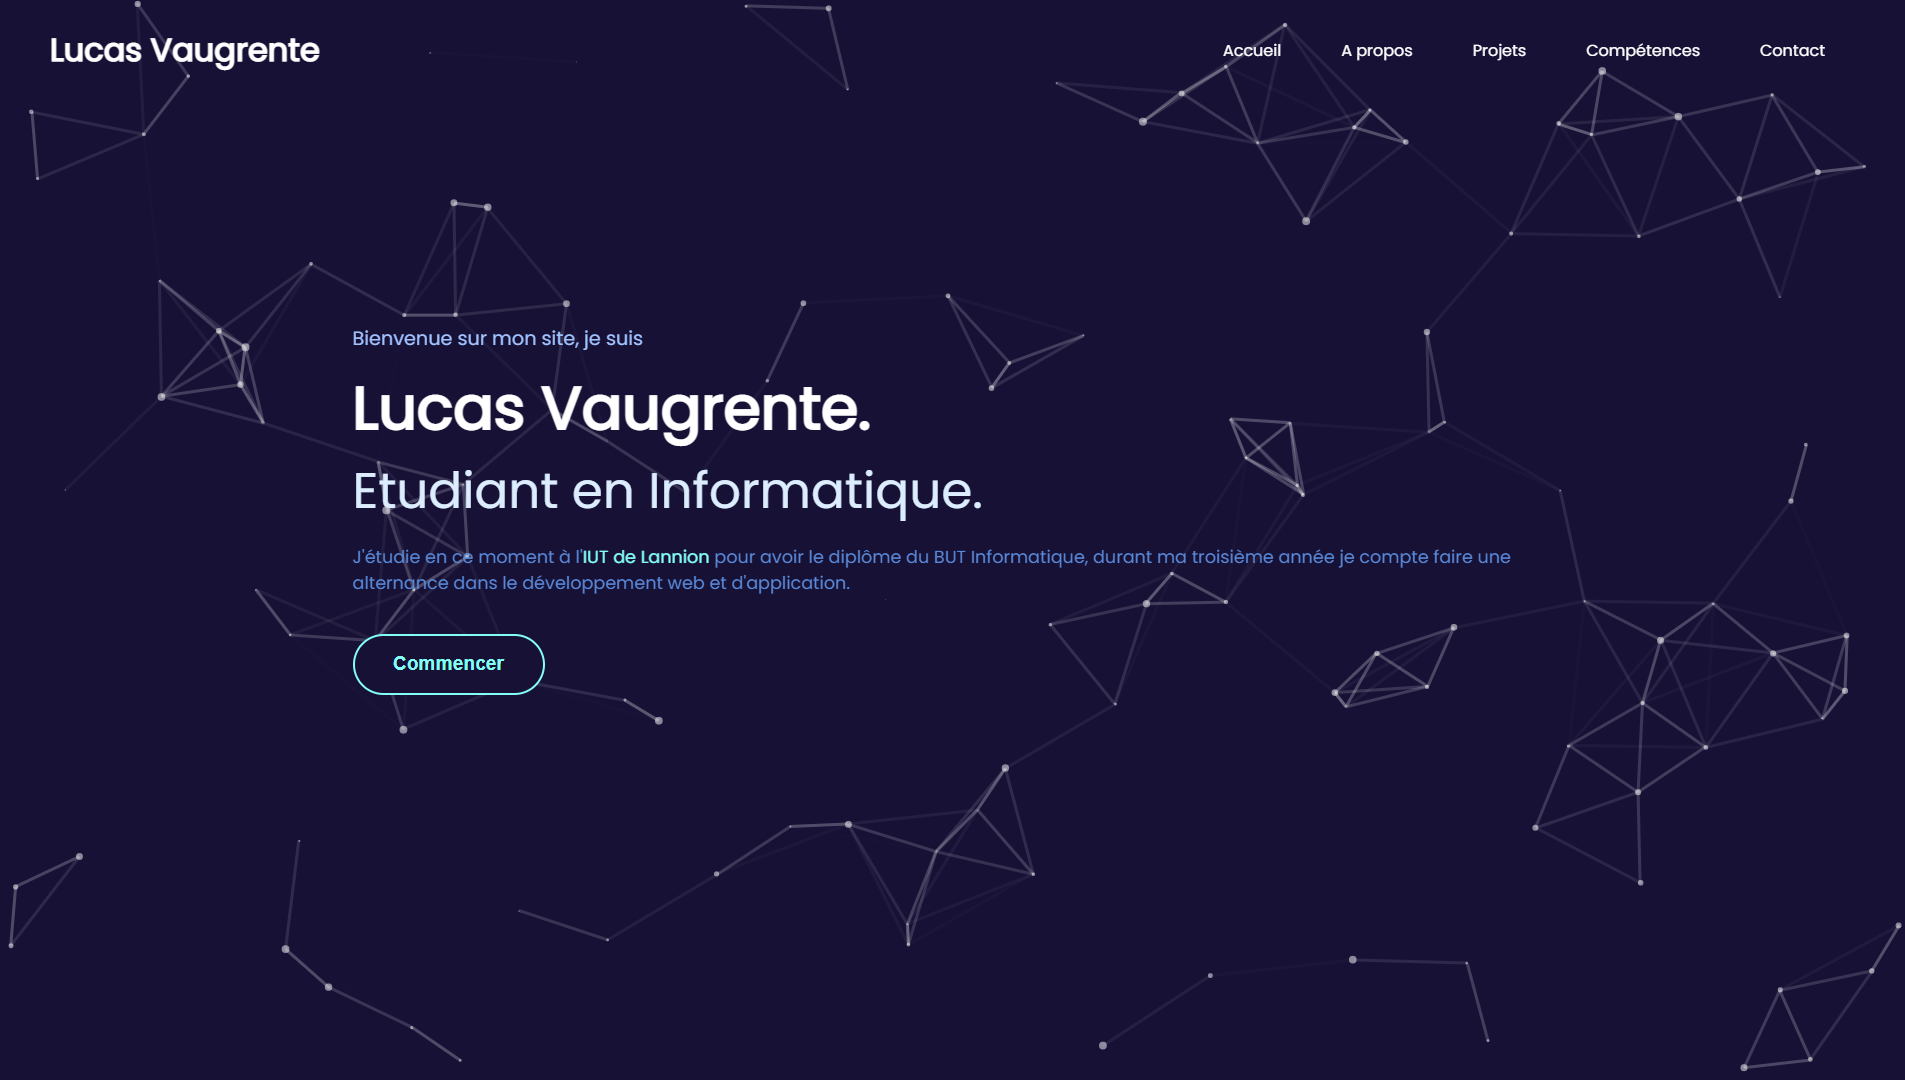 Lucas Vaugrente
Accueil
A propos
Projets
Compétences
Contact
Bienvenue sur mon site, je suis
Lucas Vaugrente.
Etudiant en Informatique.
J'étudie en ce moment à l'IUT de Lannion pour avoir le diplôme du BUT Informatique, durant ma troisième année je compte faire une
alternance dans le développement web et d'application.
Commencer